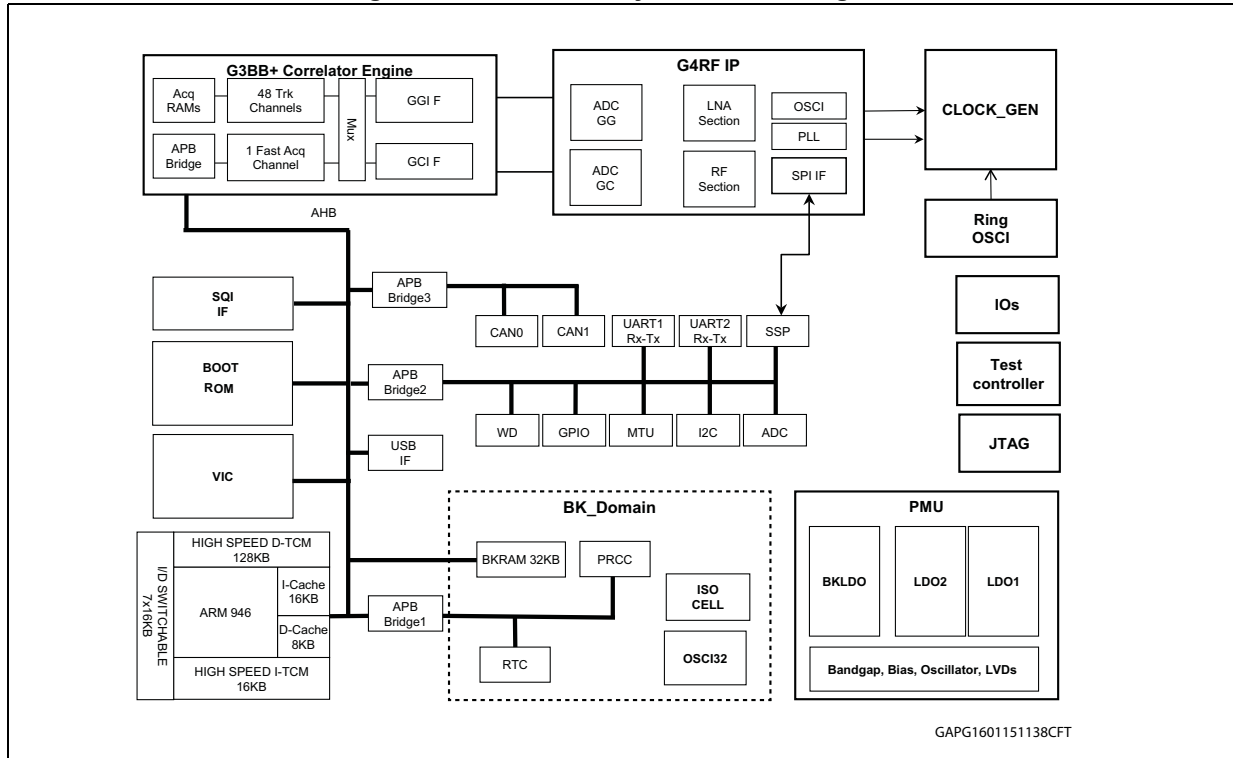 G3BB+ Correlator Engine
Acq
RAMs
48 Trk
Channels
Mux
GGI F
APB
Bridge
1 Fast Acq
Channel
GCI F
G4RF IP
ADC
GG
LNA
Section
OSCI
PLL
ADC
GC
RF
Section
SPI IF
CLOCK_GEN
Ring
OSCI
AHB
SQI
IF
APB
Bridge3
CAN0
CAN1
UART1
Rx-Tx
UART2
Rx-Tx
SSP
IOs
BOOT
ROM
APB
Bridge2
Test
controller
WD
GPIO
MTU
I2C
ADC
JTAG
VIC
USB
IF
BK_Domain
BKRAM 32KB
PRCC
ISO
CELL
APB
Bridge1
RTC
OSCI32
PMU
BKLDO
LDO2
LDO1
Bandgap, Bias, Oscillator, LVDs
I/D SWITCHABLE
7x16KB
HIGH SPEED D-TCM
128KB
ARM 946
I-Cache
16KB
D-Cache
8KB
HIGH SPEED I-TCM
16KB
GAPG1601151138CFT